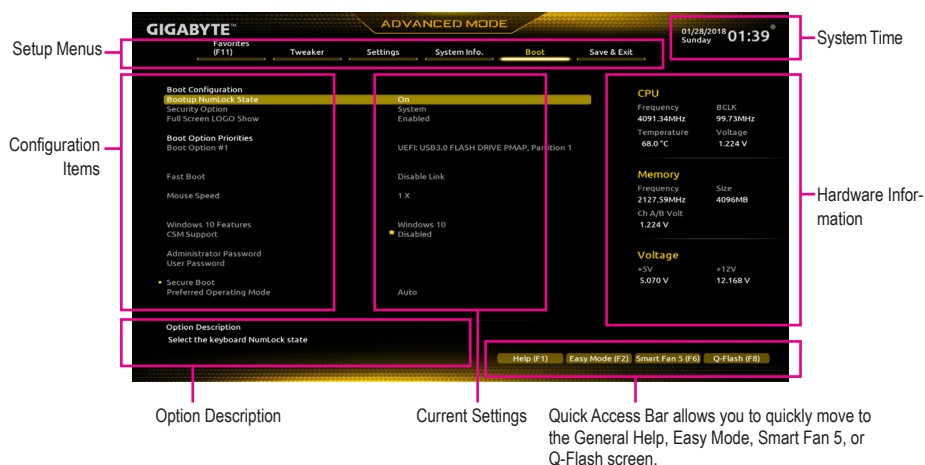 GIGABYTE™
ADVANCED MODE
01/28/2018
Sunday
01:39
Setup Menus
System Time
Favorites
(F11)
Tweaker
Settings
System Info.
Boot
Save & Exit
Configuration
Items
Boot Configuration
Bootup NumLock State On
Security Option System
Full Screen LOGO Show Enabled
Boot Option Priorities
Boot Option #1 UEFI: USB3.0 FLASH DRIVE PMAP, Partition 1
Fast Boot Disable Link
Mouse Speed 1 X
Windows 10 Features Windows 10
CSM Support Disabled
Administrator Password
User Password
Secure Boot
Preferred Operating Mode Auto
CPU
Frequency BCLK
4091.34MHz 99.73MHz
Temperature Voltage
68.0 °C 1.224 V
Memory
Frequency Size
2127.59MHz 4096MB
Ch A/B Volt
1.224 V
Voltage
+5V +12V
5.070 V 12.168 V
Hardware Infor-
mation
Option Description
Select the keyboard NumLock state
Help (F1) Easy Mode (F2) Smart Fan 5 (F6) Q-Flash (F8)
Option Description
Current Settings
Quick Access Bar allows you to quickly move to
the General Help, Easy Mode, Smart Fan 5, or
Q-Flash screen.